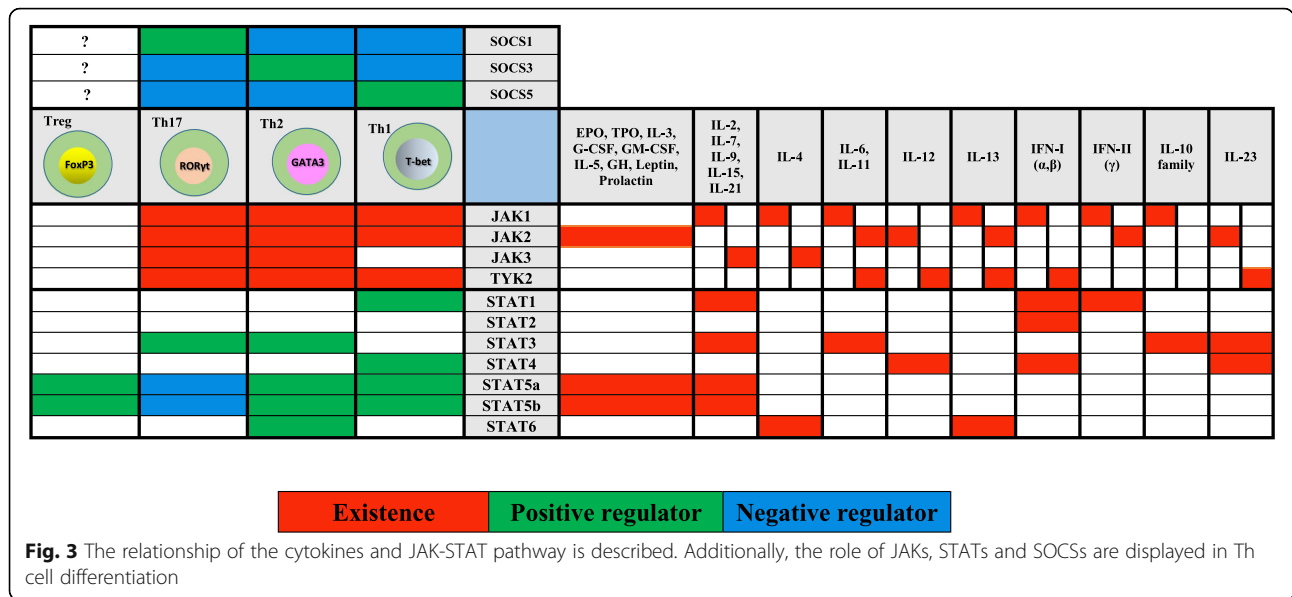 ? SOCS1
? SOCS3
? SOCS5
Treg Th17 Th2 Th1
FoxP3 RORyt GATA3 T-bet
EPO, TPO, IL-3,
G-CSF, GM-CSF,
IL-5, GH, Leptin,
Prolactin
IL-2,
IL-7,
IL-9,
IL-15,
IL-21
IL-4
IL-6,
IL-11
IL-12
IL-13
IFN-I
(α,β)
IFN-II
(γ)
IL-10
family
IL-23
JAK1
JAK2
JAK3
TYK2
STAT1
STAT2
STAT3
STAT4
STAT5a
STAT5b
STAT6
Existence Positive regulator Negative regulator
Fig. 3 The relationship of the cytokines and JAK-STAT pathway is described. Additionally, the role of JAKs, STATs and SOCSs are displayed in Th
cell differentiation